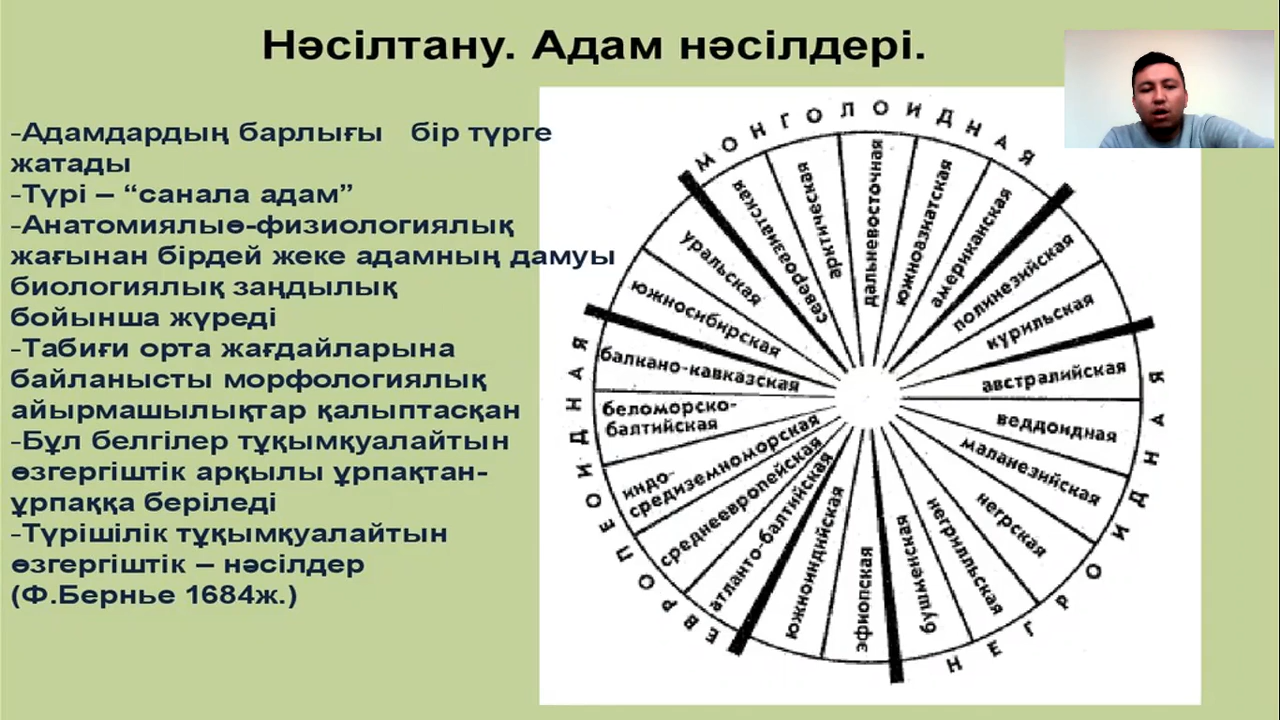 Нәсілтану. Адам нәсілдері.
-Адамдардың барлығы бір түрге
жатады
-Түрі – “санала адам”
-Анатомиялыө-физиологиялық
жағынан бірдей жеке адамның дамуы
биологиялық заңдылық
бойынша жүреді
-Табиғи орта жағдайларына
байланысты морфологиялық
айырмашылықтар қалыптасқан
-Бұл белгілер тұқымқуалайтын
өзгергіштік арқылы ұрпақтан-
ұрпаққа беріледі
-Түрішілік тұқымқуалайтын
өзгергіштік – нәсілдер
(Ф.Бернье 1684ж.)
МОНГОЛОИДНАЯ
североазиатская
арктическая
дальневосточная
южноазиатская
американская
полинезийская
курильская
НЕГРОИДНАЯ
австралийская
веддоидная
маланезийская
негрская
негрилльская
бушменская
эфиопская
южноиндийская
ЕВРОПЕОИДНАЯ
атланто-балтийская
среднеевропейская
индо-
средиземноморская
беломорско-
балтийская
балкано-кавказская
южносибирская
уральская